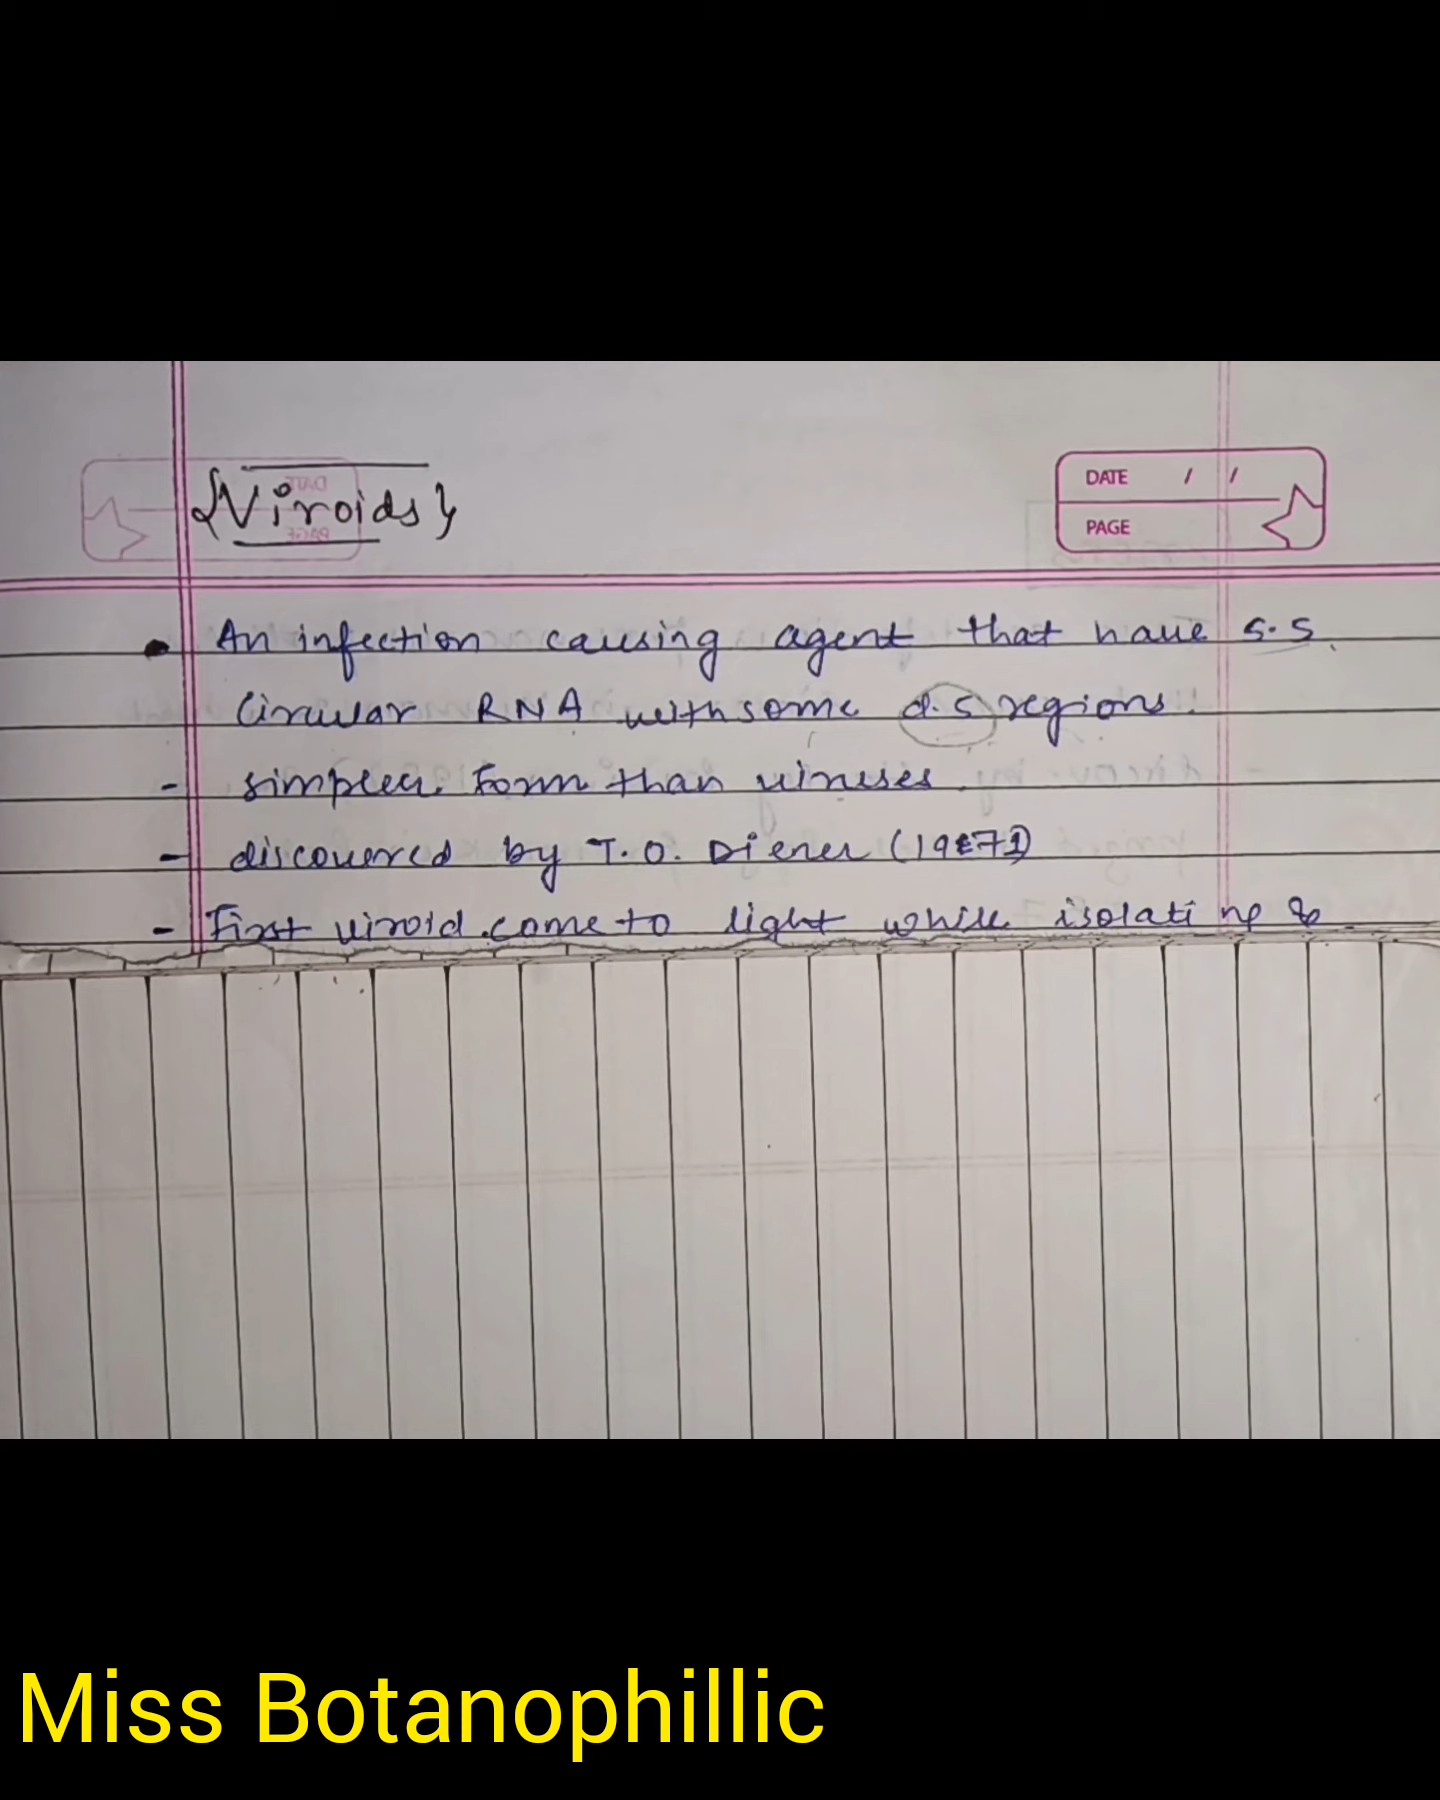 {Viroids}
DATE / /
PAGE
• An infection causing agent that have s.s
Circular RNA with some d.s regions.
- simpler form than viruses.
- discovered by T.O. Diener (1971)
- First viroid come to light while isolating &
Miss Botanophillic